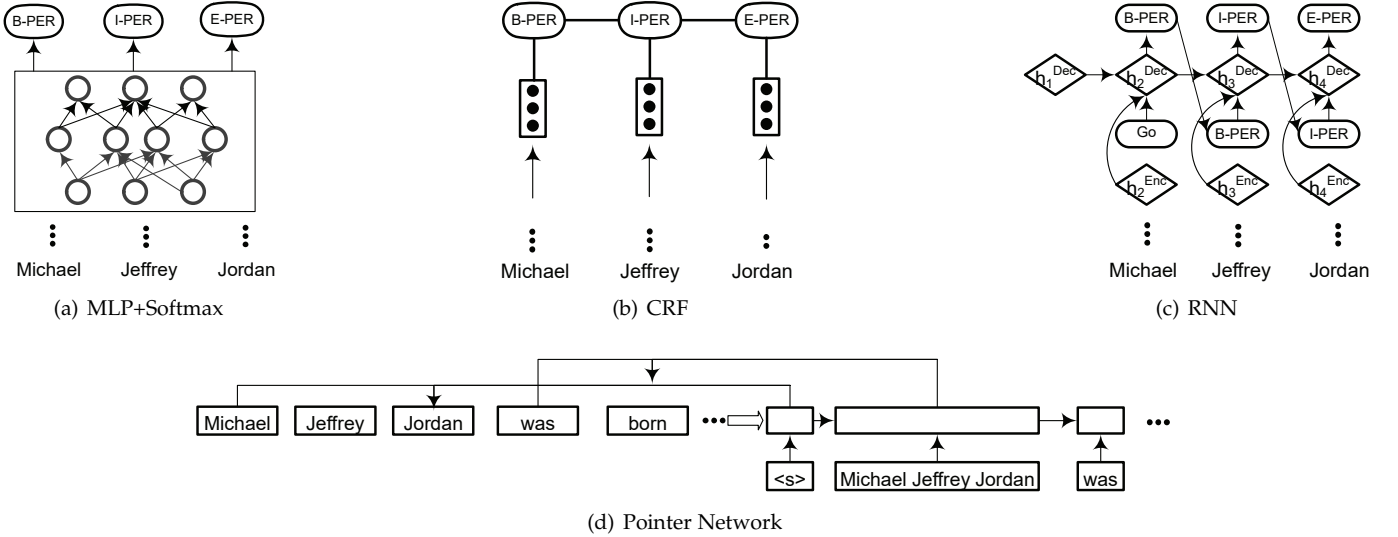 B-PER I-PER E-PER
Michael Jeffrey Jordan
(a) MLP+Softmax
B-PER I-PER E-PER
Michael Jeffrey Jordan
(b) CRF
B-PER I-PER E-PER
h₁ᴰᵉᶜ h₂ᴰᵉᶜ h₃ᴰᵉᶜ h₄ᴰᵉᶜ
Go B-PER I-PER
h₂ᴱⁿᶜ h₃ᴱⁿᶜ h₄ᴱⁿᶜ
Michael Jeffrey Jordan
(c) RNN
Michael Jeffrey Jordan was born
<s> Michael Jeffrey Jordan was
(d) Pointer Network